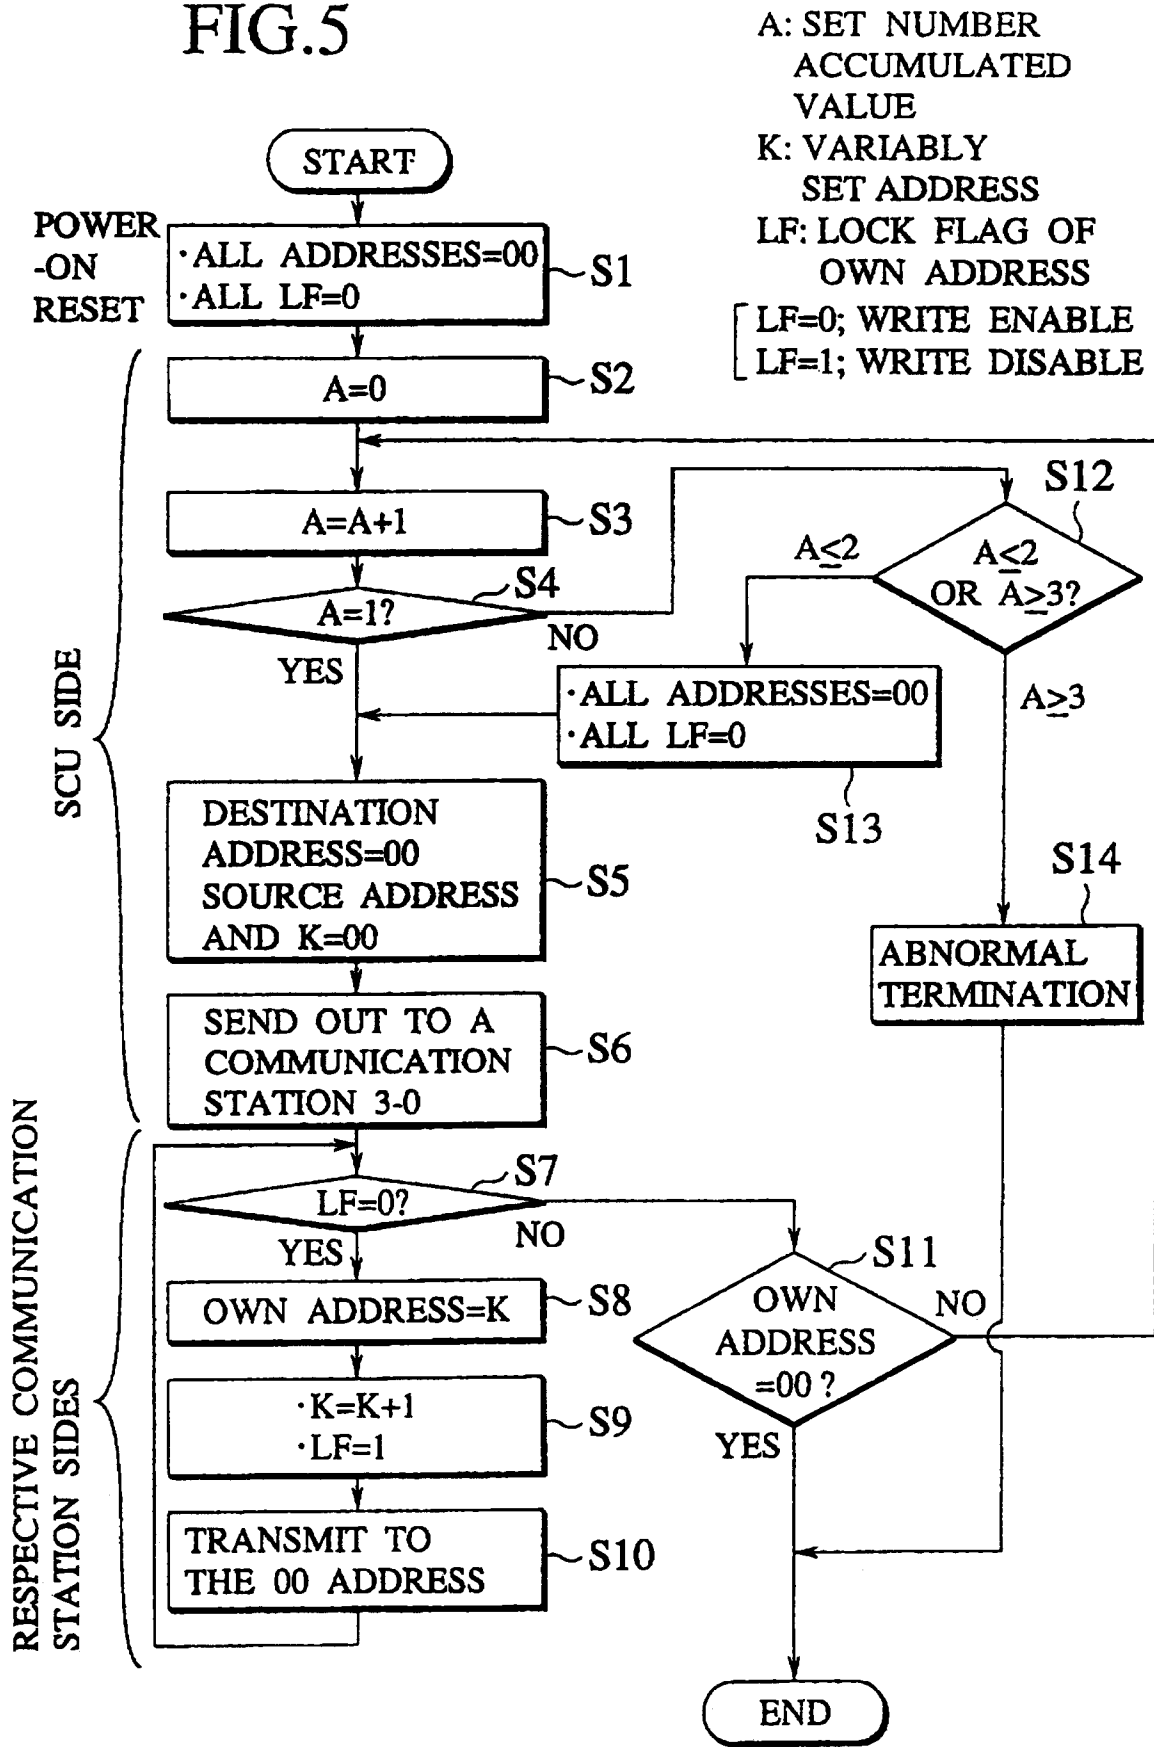 FIG.5
A: SET NUMBER
ACCUMULATED
VALUE
K: VARIABLY
SET ADDRESS
LF: LOCK FLAG OF
OWN ADDRESS
LF=0; WRITE ENABLE
LF=1; WRITE DISABLE
START
POWER
-ON
RESET
·ALL ADDRESSES=00
·ALL LF=0
S1
A=0
S2
A=A+1
S3
A=1?
S4
NO
YES
S12
A≤2
OR A≥3?
A≤2
A≥3
·ALL ADDRESSES=00
·ALL LF=0
S13
SCU SIDE
DESTINATION
ADDRESS=00
SOURCE ADDRESS
AND K=00
S5
S14
ABNORMAL
TERMINATION
SEND OUT TO A
COMMUNICATION
STATION 3-0
S6
RESPECTIVE COMMUNICATION
STATION SIDES
LF=0?
S7
NO
YES
OWN ADDRESS=K
S8
·K=K+1
·LF=1
S9
TRANSMIT TO
THE 00 ADDRESS
S10
S11
OWN
ADDRESS
=00 ?
NO
YES
END